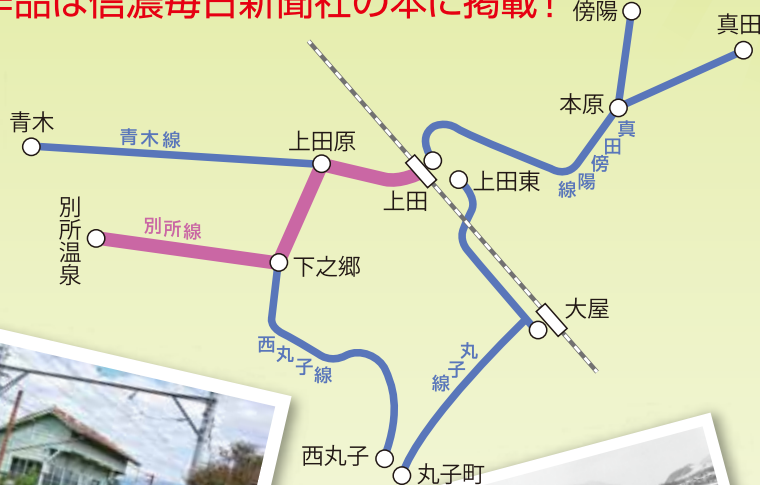 作品は信濃毎日新聞社の本に掲載！
傍陽
真田
本原
真田傍陽線
青木
青木線
上田原
上田
上田東
別所温泉
別所線
下之郷
大屋
西丸子線
丸子線
西丸子
丸子町